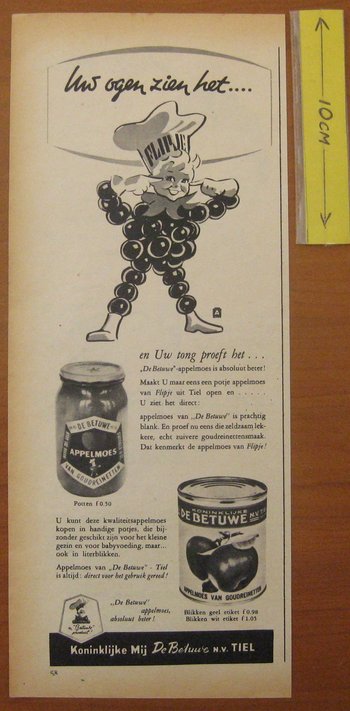 Uw ogen zien het....
10CM
FLIPJE
A
en Uw tong proeft het...
„De Betuwe"-appelmoes is absoluut beter!
Maakt U maar eens een potje appelmoes
van Flipje uit Tiel open en ......
U ziet het direct:
appelmoes van „De Betuwe" is prachtig
blank. En proef nu eens die zeldzaam lek-
kere, echt zuivere goudreinettensmaak.
Dat kenmerkt de appelmoes van Flipje!
DE BETUWE
APPELMOES
VAN GOUDREINETTEN
Potten f 0.50
KONINKLIJKE
DE BETUWE N.V. TIEL
APPELMOES VAN GOUDREINETTEN
Blikken geel etiket f 0.98
Blikken wit etiket f 1.05
U kunt deze kwaliteitsappelmoes
kopen in handige potjes, die bij-
zonder geschikt zijn voor het kleine
gezin en voor babyvoeding, maar...
ook in literblikken.
Appelmoes van „De Betuwe" - Tiel
is altijd: direct voor het gebruik gereed!
'n "Betuwe"
product!
„De Betuwe"
appelmoes,
absoluut beter!
Koninklijke Mij De Betuwe N.V. TIEL